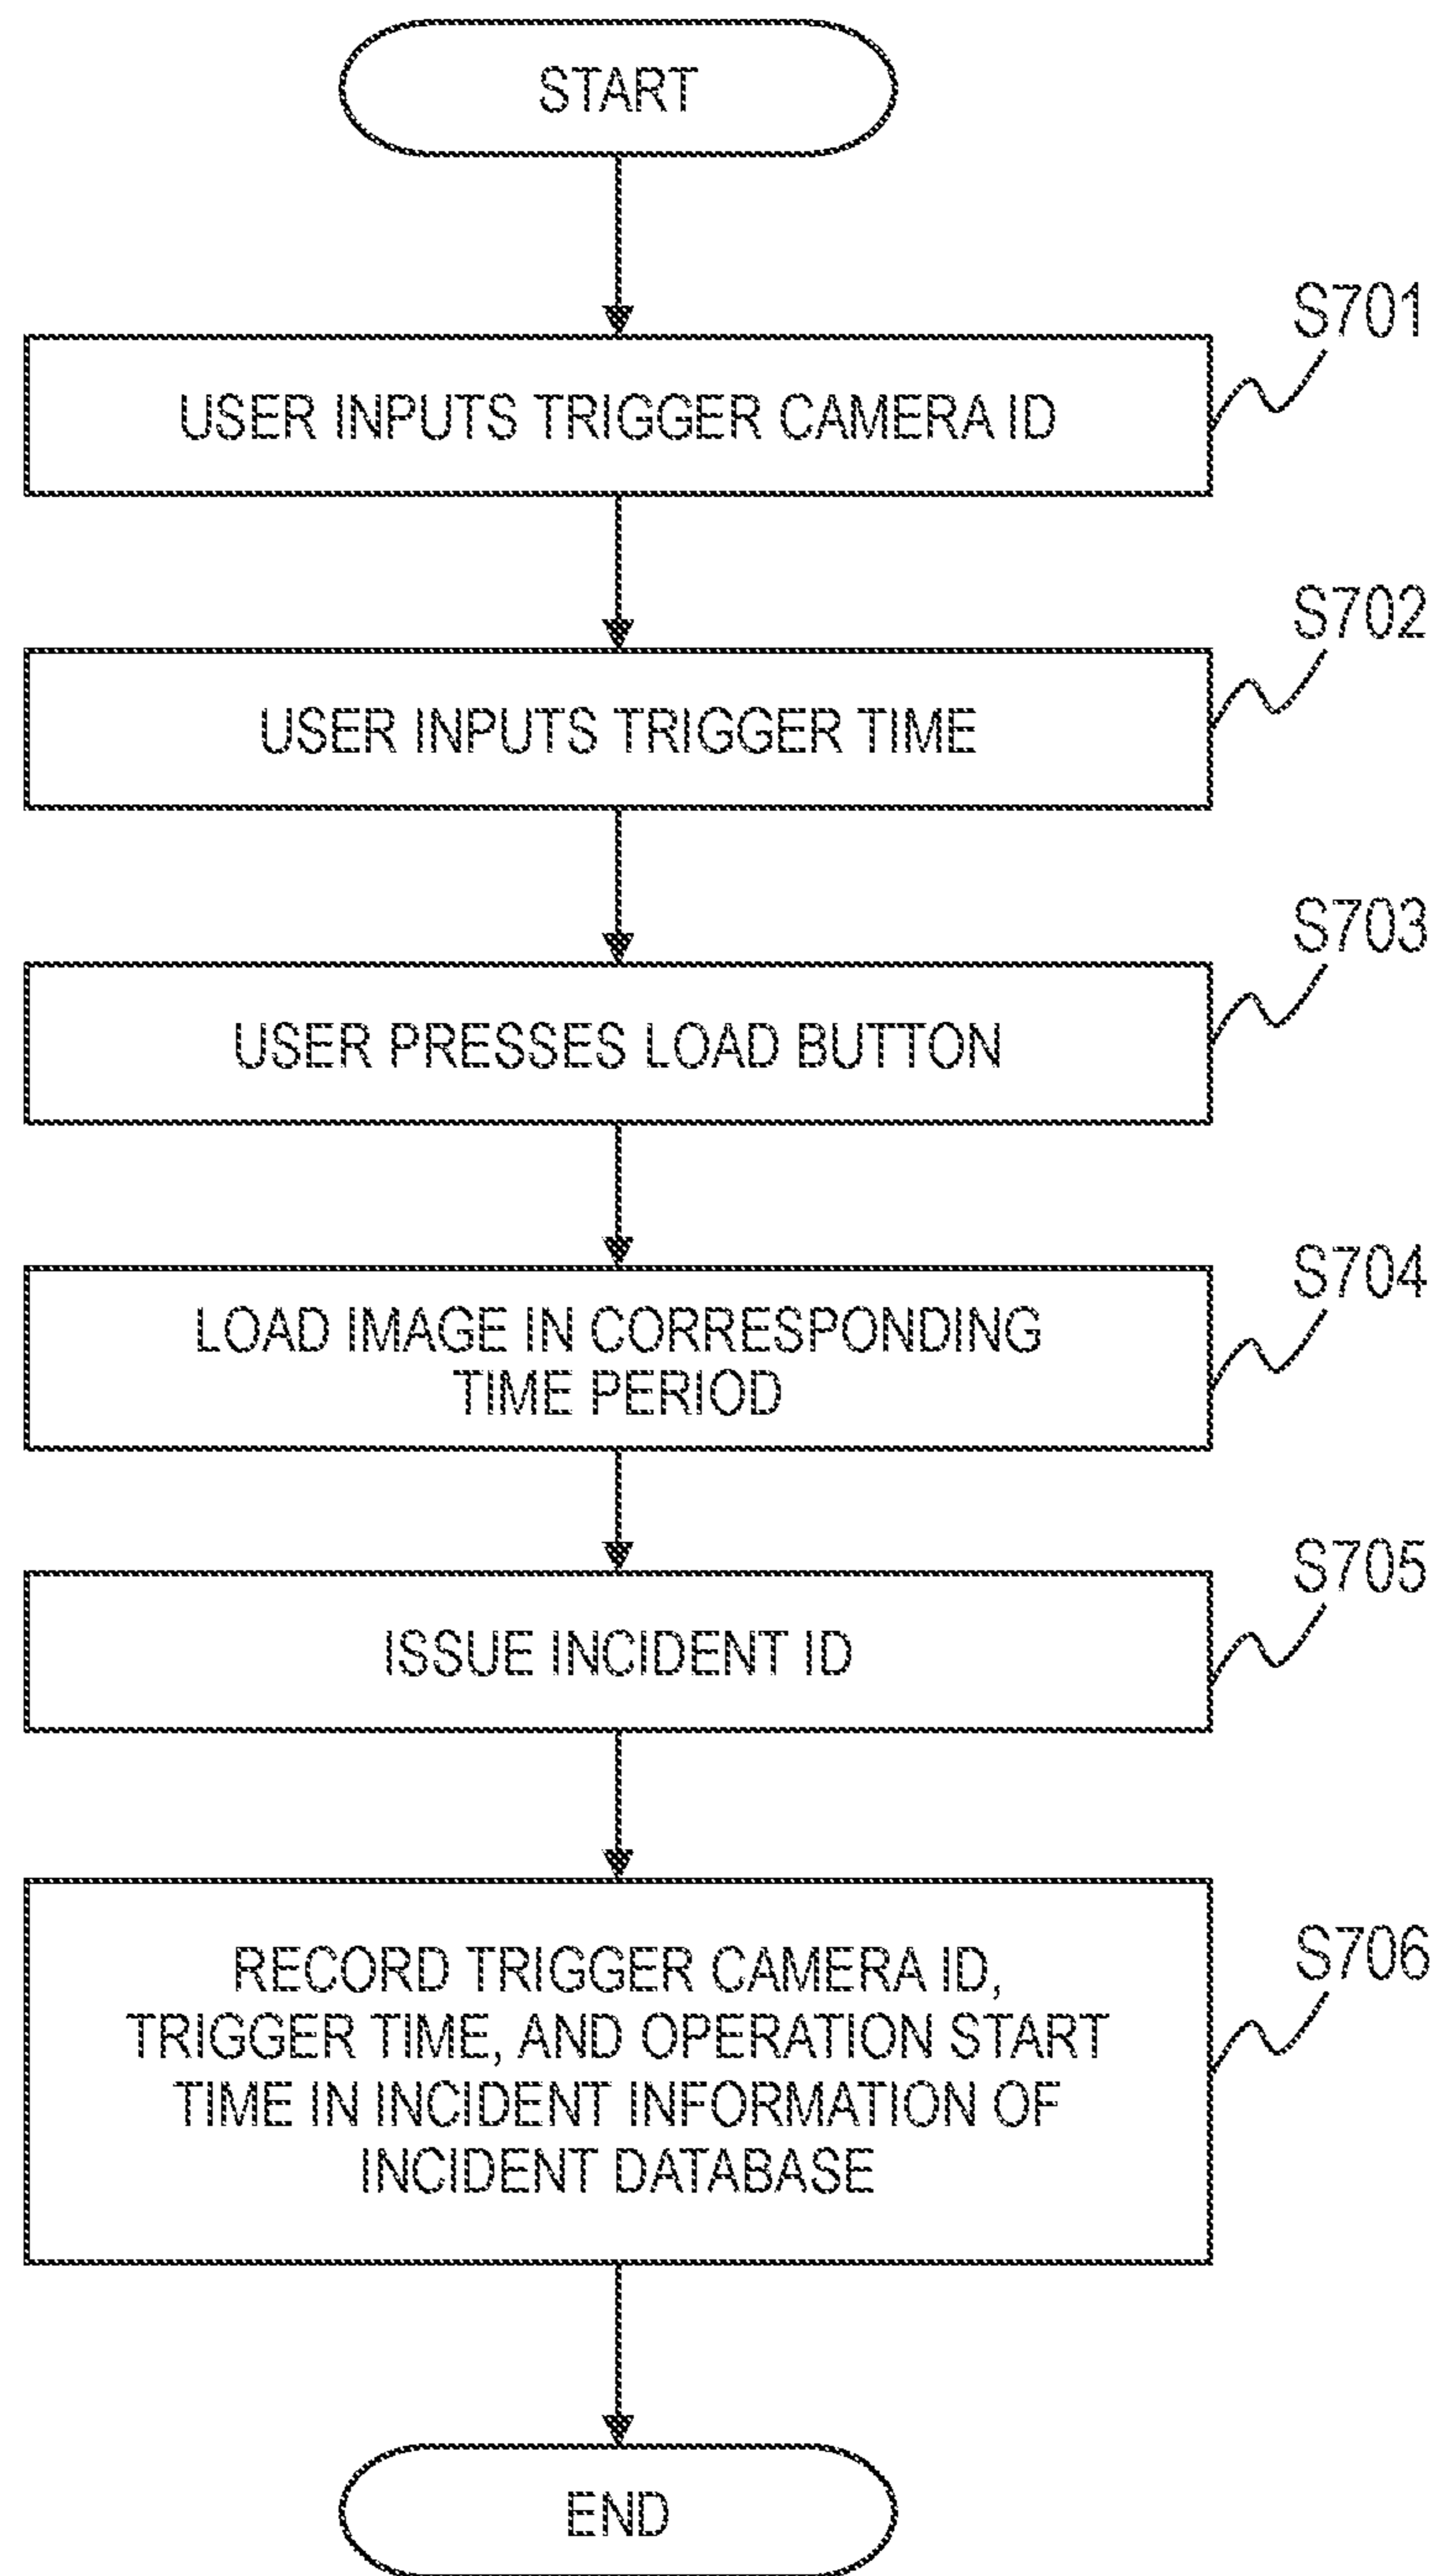 START
S701
USER INPUTS TRIGGER CAMERA ID
S702
USER INPUTS TRIGGER TIME
S703
USER PRESSES LOAD BUTTON
S704
LOAD IMAGE IN CORRESPONDING
TIME PERIOD
S705
ISSUE INCIDENT ID
S706
RECORD TRIGGER CAMERA ID,
TRIGGER TIME, AND OPERATION START
TIME IN INCIDENT INFORMATION OF
INCIDENT DATABASE
END